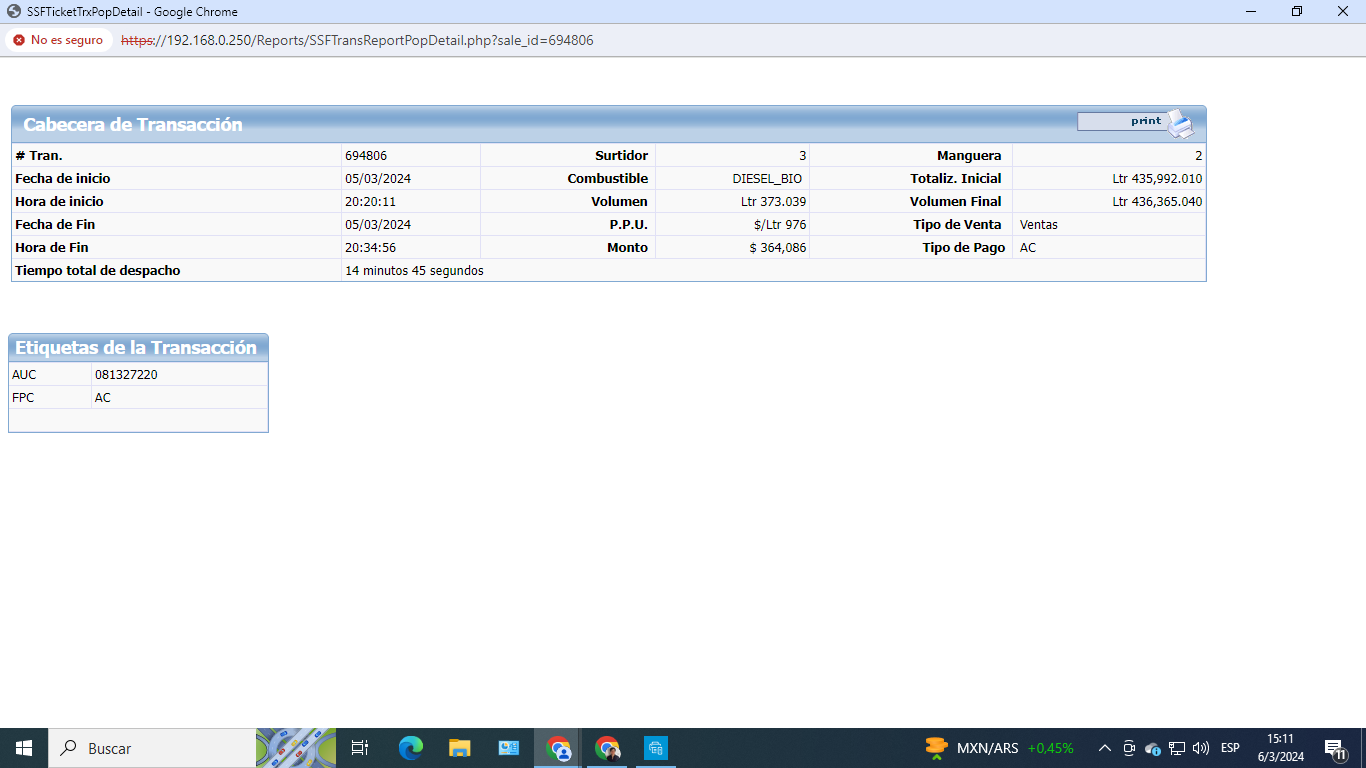 SSFTicketTrxPopDetail - Google Chrome
No es seguro https://192.168.0.250/Reports/SSFTransReportPopDetail.php?sale_id=694806
Cabecera de Transacción print
# Tran. 694806 Surtidor 3 Manguera 2
Fecha de inicio 05/03/2024 Combustible DIESEL_BIO Totaliz. Inicial Ltr 435,992.010
Hora de inicio 20:20:11 Volumen Ltr 373.039 Volumen Final Ltr 436,365.040
Fecha de Fin 05/03/2024 P.P.U. $/Ltr 976 Tipo de Venta Ventas
Hora de Fin 20:34:56 Monto $ 364,086 Tipo de Pago AC
Tiempo total de despacho 14 minutos 45 segundos
Etiquetas de la Transacción
AUC 081327220
FPC AC
Buscar MXN/ARS +0,45% ESP 15:11
6/3/2024 11